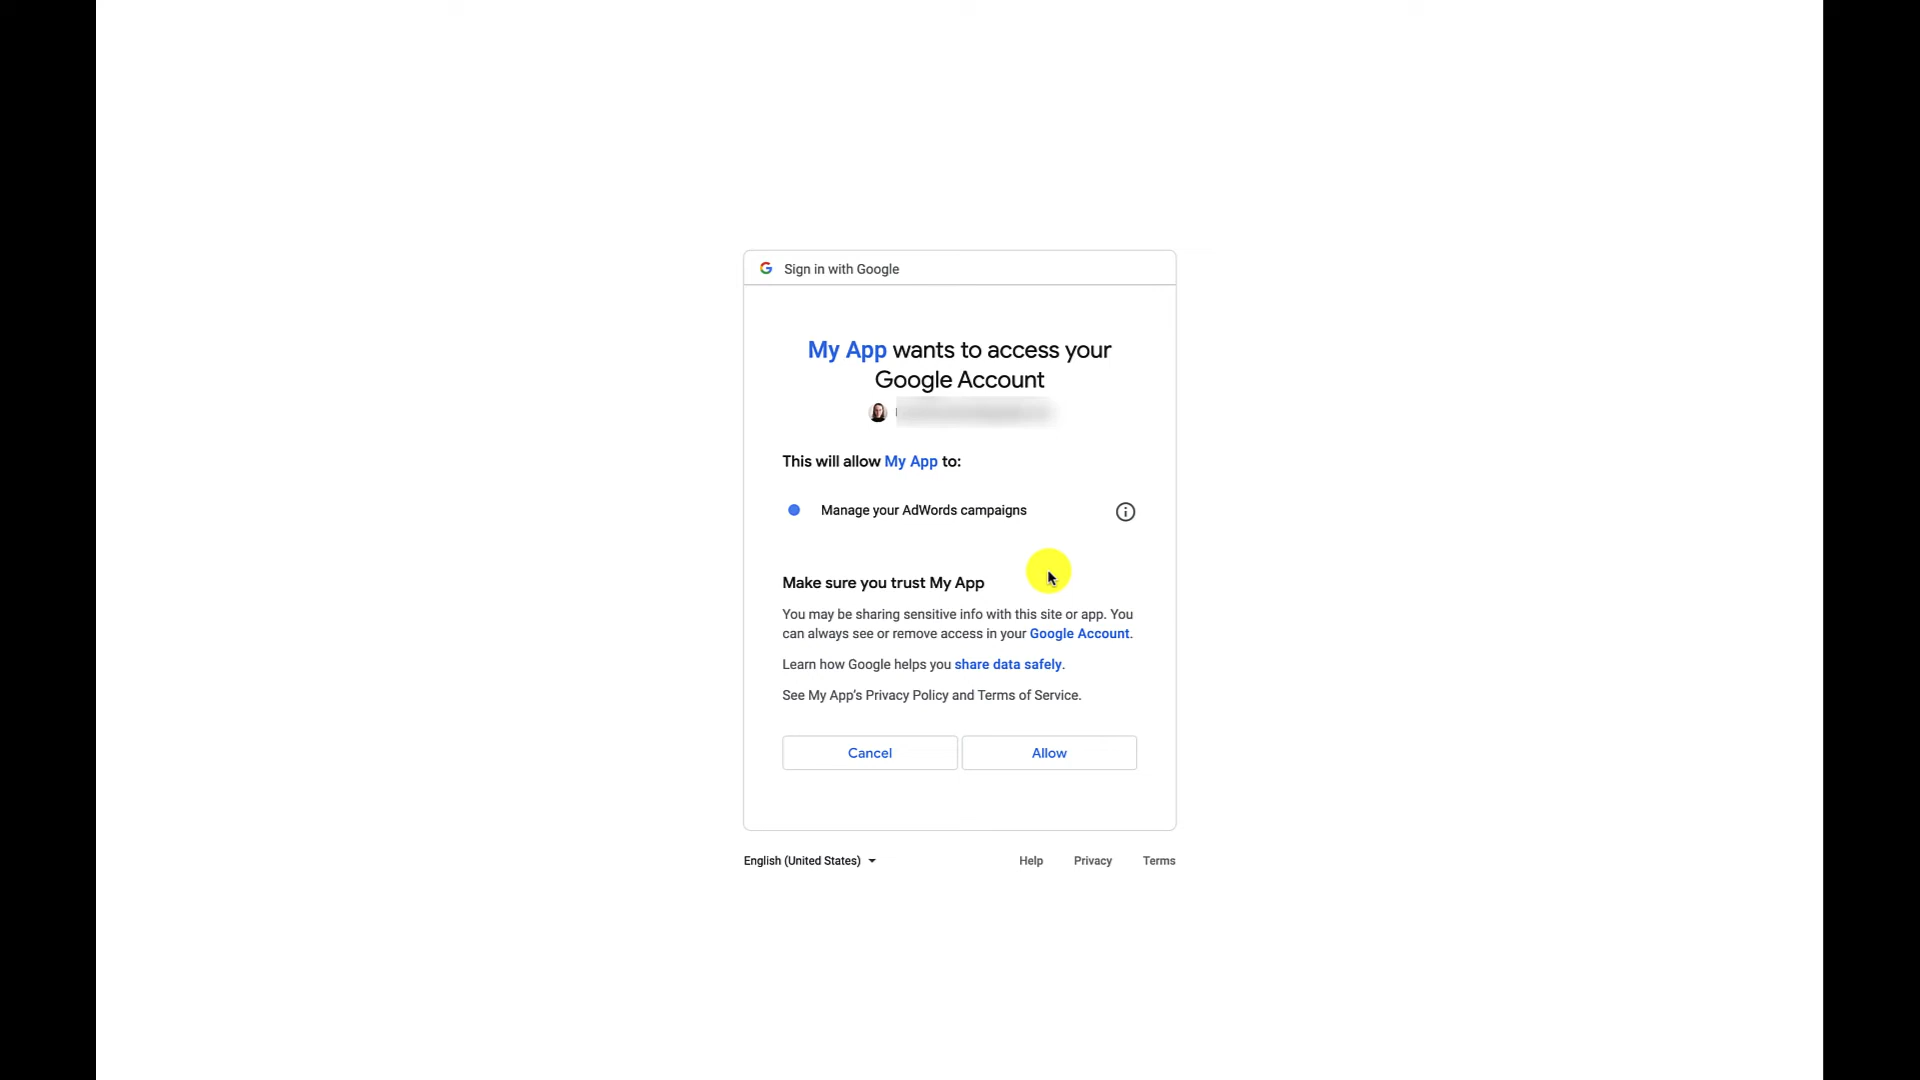 Sign in with Google
My App wants to access your
Google Account
This will allow My App to:
Manage your AdWords campaigns
Make sure you trust My App
You may be sharing sensitive info with this site or app. You
can always see or remove access in your Google Account.
Learn how Google helps you share data safely.
See My App's Privacy Policy and Terms of Service.
Cancel Allow
English (United States) Help Privacy Terms